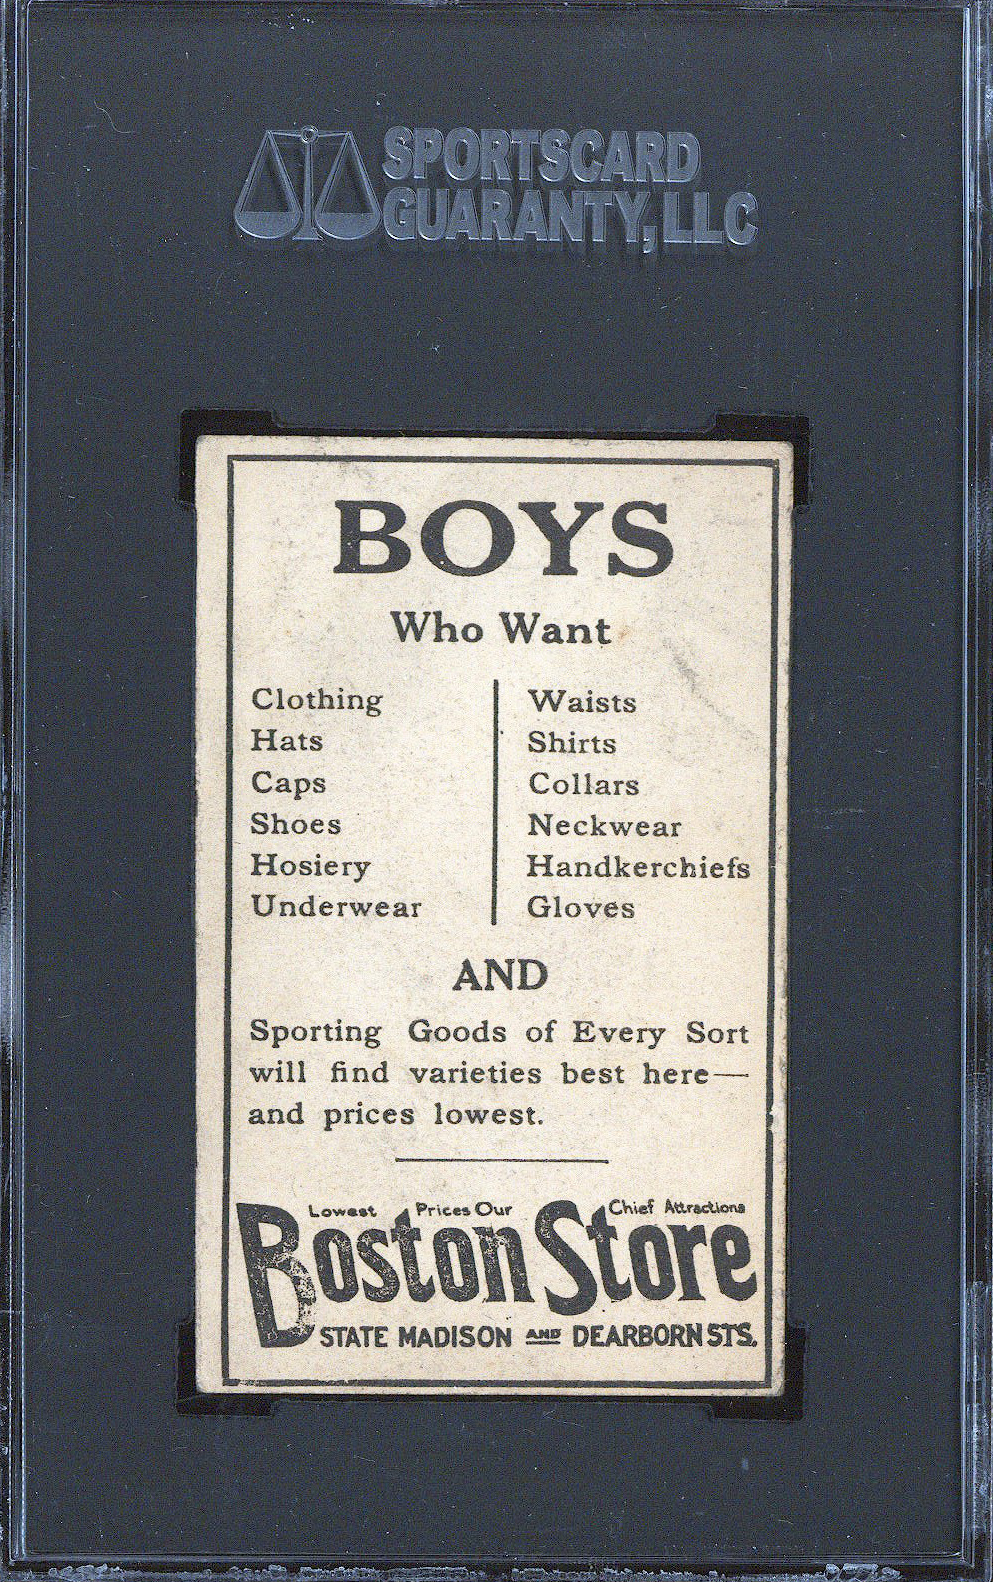 SPORTSCARD
GUARANTY, LLC
BOYS
Who Want
Clothing
Hats
Caps
Shoes
Hosiery
Underwear
Waists
Shirts
Collars
Neckwear
Handkerchiefs
Gloves
AND
Sporting Goods of Every Sort
will find varieties best here—
and prices lowest.
Lowest Prices Our Chief Attractions
Boston Store
STATE MADISON AND DEARBORN STS.